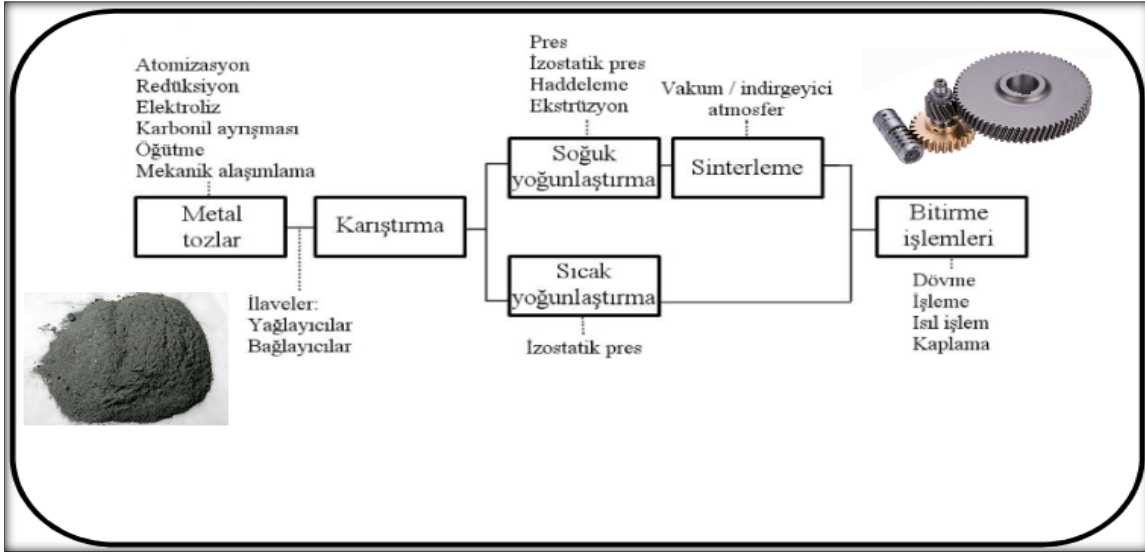 Atomizasyon
Redüksiyon
Elektroliz
Karbonil ayrışması
Öğütme
Mekanik alaşımlama
Metal
tozlar
İlaveler:
Yağlayıcılar
Bağlayıcılar
Karıştırma
Pres
İzostatik pres
Haddeleme
Ekstrüzyon
Soğuk
yoğunlaştırma
Vakum / indirgeyici
atmosfer
Sinterleme
Sıcak
yoğunlaştırma
İzostatik pres
Bitirme
işlemleri
Dövme
İşleme
Isıl işlem
Kaplama